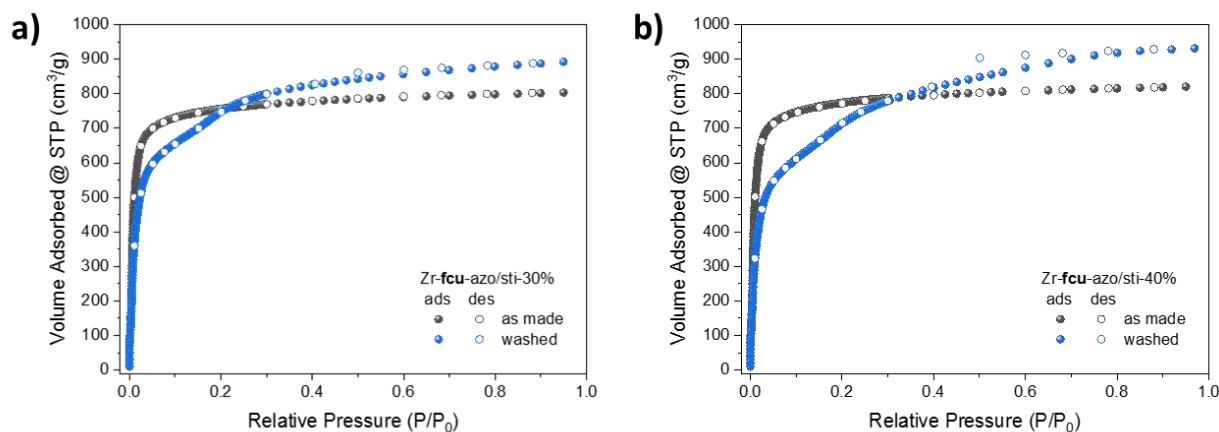 a)
1000
900
800
700
600
500
400
300
200
100
0
Volume Adsorbed @ STP (cm³/g)
0.0 0.2 0.4 0.6 0.8 1.0
Relative Pressure (P/P₀)
Zr-fcu-azo/sti-30%
ads des
as made
washed
b)
1000
900
800
700
600
500
400
300
200
100
0
Volume Adsorbed @ STP (cm³/g)
0.0 0.2 0.4 0.6 0.8 1.0
Relative Pressure (P/P₀)
Zr-fcu-azo/sti-40%
ads des
as made
washed